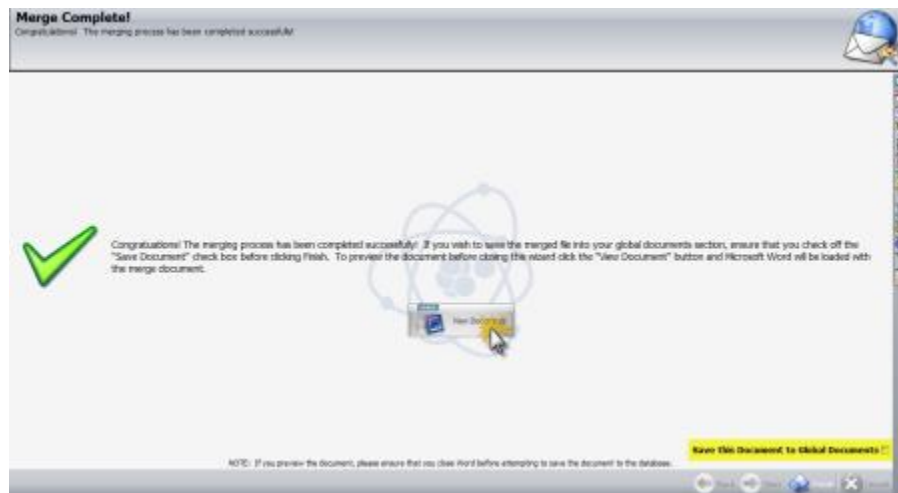 Merge Complete!
Congratulations! The merging process has been completed successfully!
Congratulations! The merging process has been completed successfully! If you wish to save the merged file into your global documents section, ensure that you check off the
"Save Document" check box before clicking Finish. To preview the document before closing this wizard click the "View Document" button and Microsoft Word will be loaded with
the merge document.
View Document
Save this Document to Global Documents
NOTE: If you preview the document, please ensure that you close Word before attempting to save the document to the database.